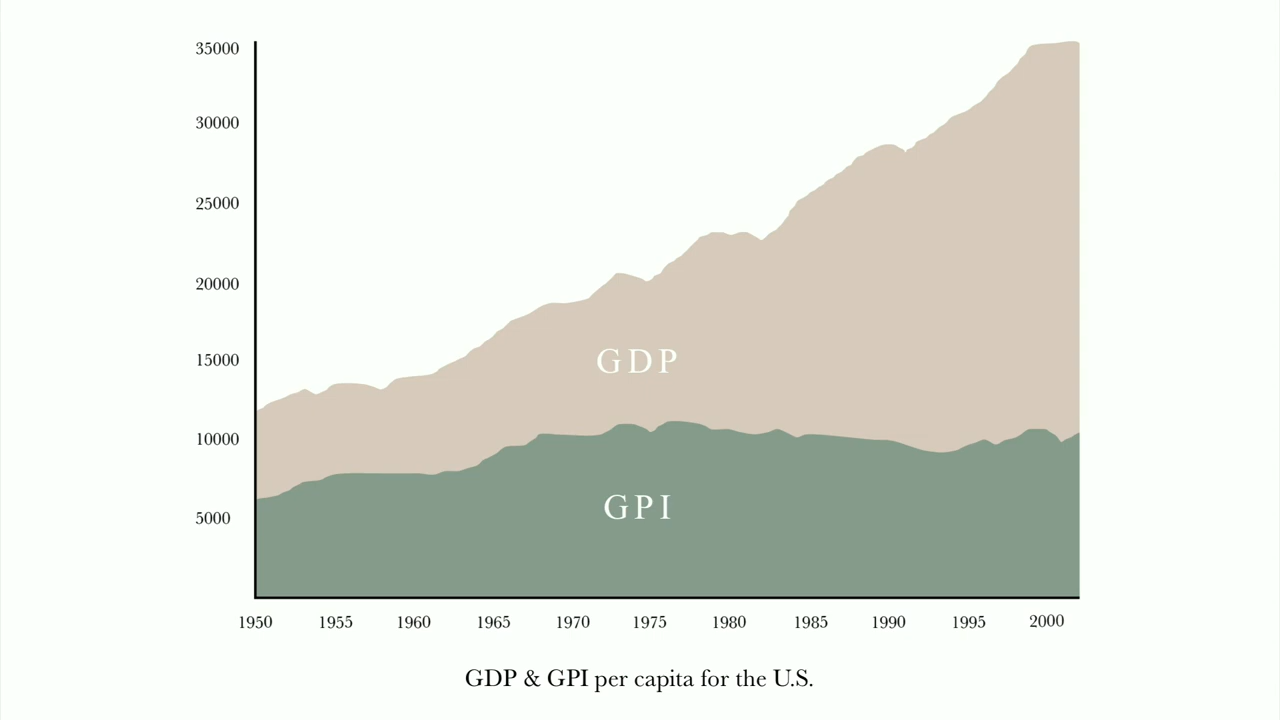 35000
30000
25000
20000
15000
10000
5000
GDP
GPI
1950 1955 1960 1965 1970 1975 1980 1985 1990 1995 2000
GDP & GPI per capita for the U.S.